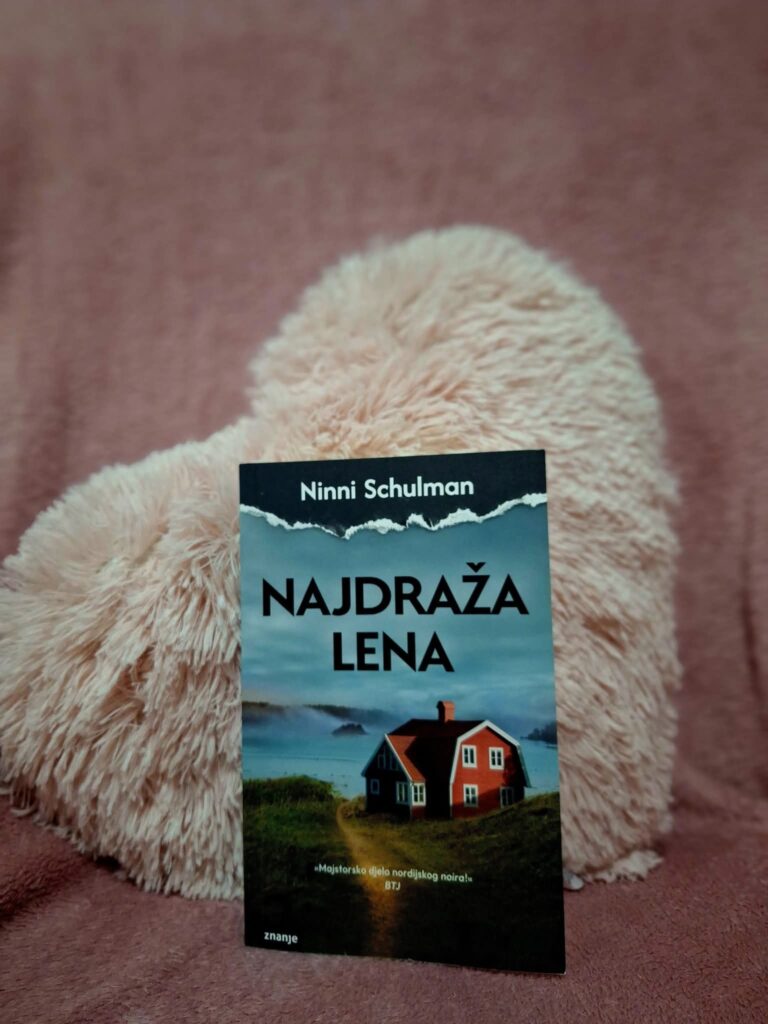 Ninni Schulman
NAJDRAŽA
LENA
»Majstorsko djelo nordijskog noira!«
BTJ
znanje